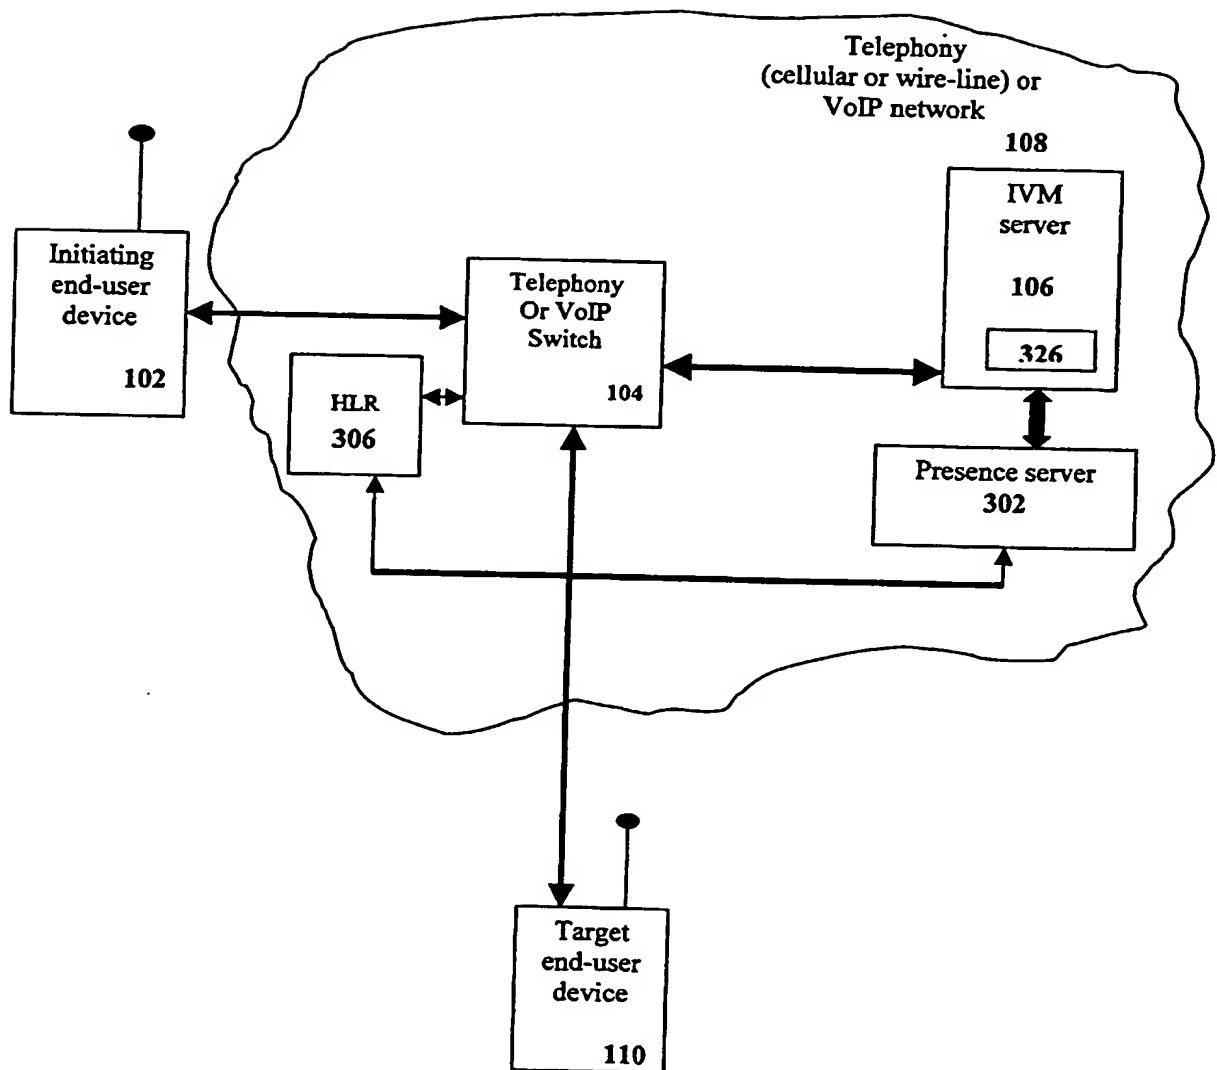 Telephony
(cellular or wire-line) or
VoIP network
108
Initiating
end-user
device
102
Telephony
Or VoIP
Switch
104
HLR
306
IVM
server
106
326
Presence server
302
Target
end-user
device
110